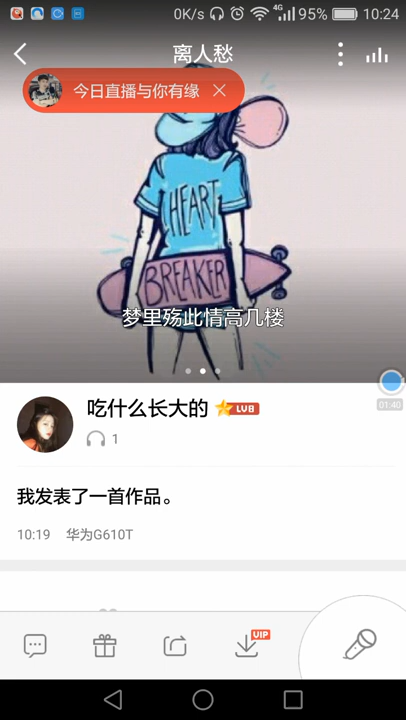 0K/s 4G 95% 10:24
离人愁
今日直播与你有缘
HEART
BREAKER
梦里殇此情高几楼
01:40
吃什么长大的 LV8
1
我发表了一首作品。
10:19 华为G610T
VIP